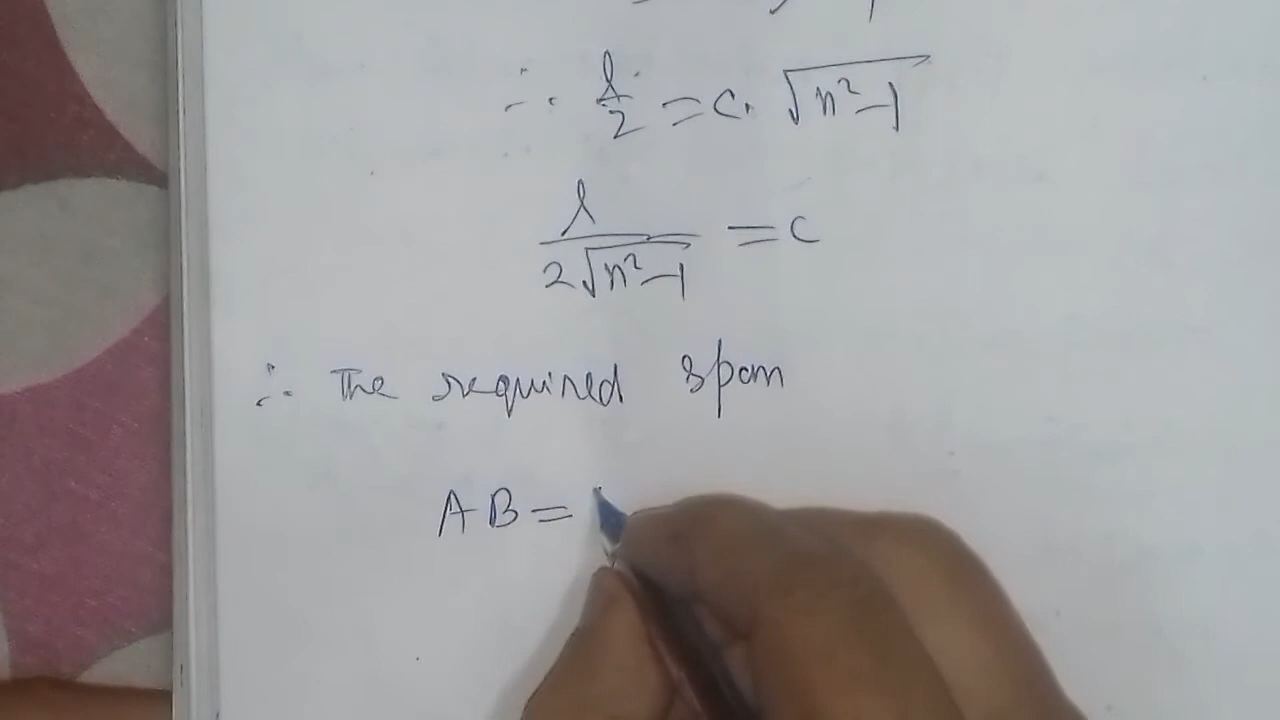 ∴ λ/2 = c. √(n²-1)
λ/(2√(n²-1)) = c
∴ The required span
AB =